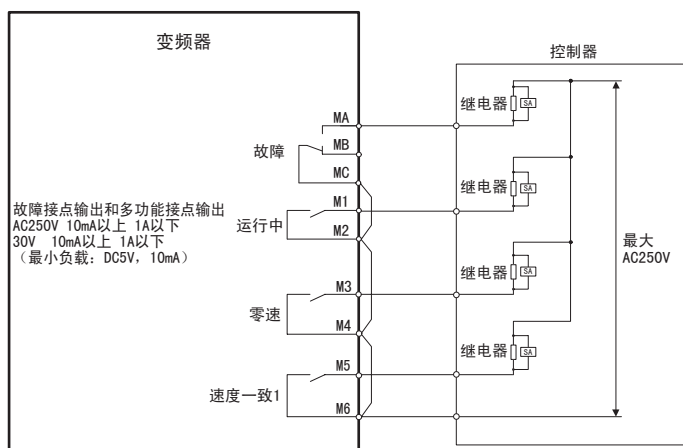 变频器
控制器
继电器
SA
MA
MB
故障
MC
继电器
SA
故障接点输出和多功能接点输出
AC250V 10mA以上 1A以下
30V 10mA以上 1A以下
（最小负载：DC5V，10mA）
M1
运行中
M2
最大
AC250V
继电器
SA
M3
零速
M4
继电器
SA
M5
速度一致1
M6